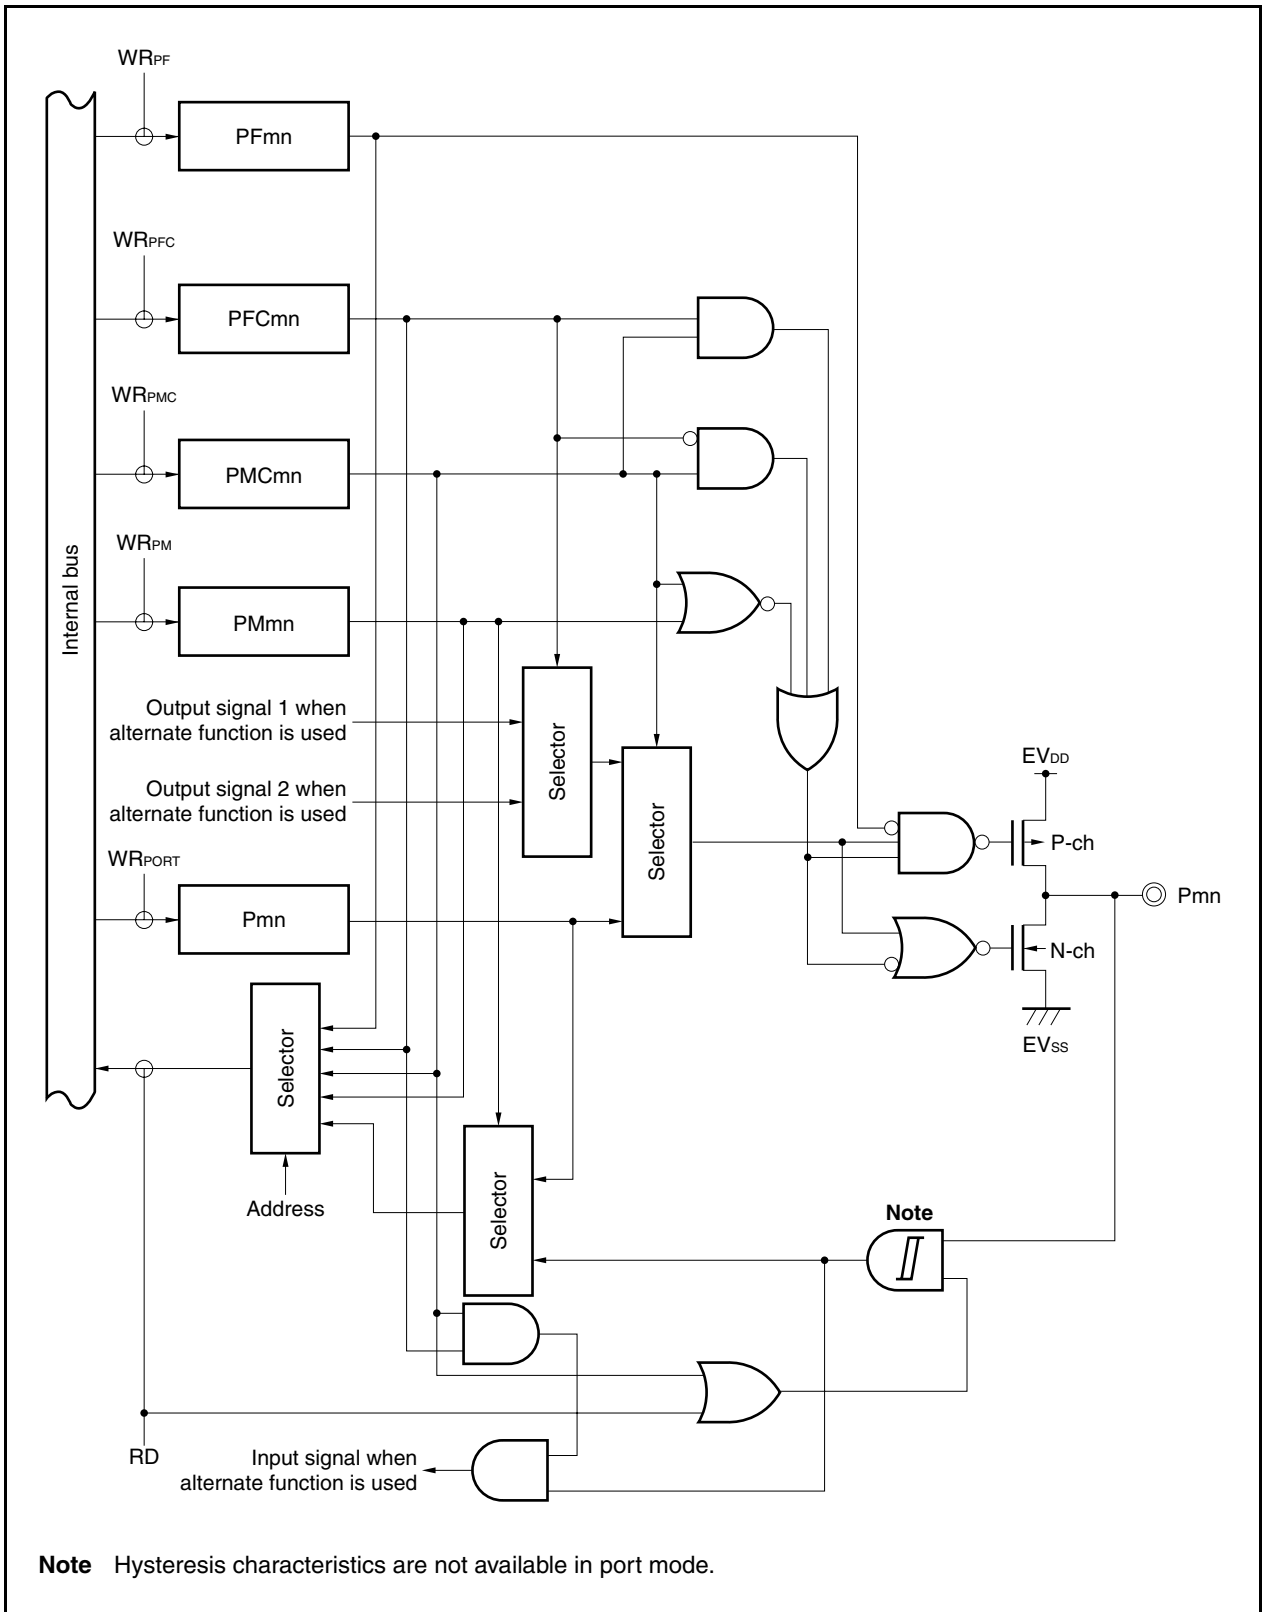 WRPF
PFmn
WRPFC
PFCmn
WRPMC
PMCmn
WRPM
Internal bus
PMmn
Output signal 1 when
alternate function is used
Selector
Output signal 2 when
alternate function is used
Selector
EVDD
P-ch
WRPORT
Pmn
Pmn
N-ch
EVSS
Selector
Address
Selector
Note
RD
Input signal when
alternate function is used
Note Hysteresis characteristics are not available in port mode.